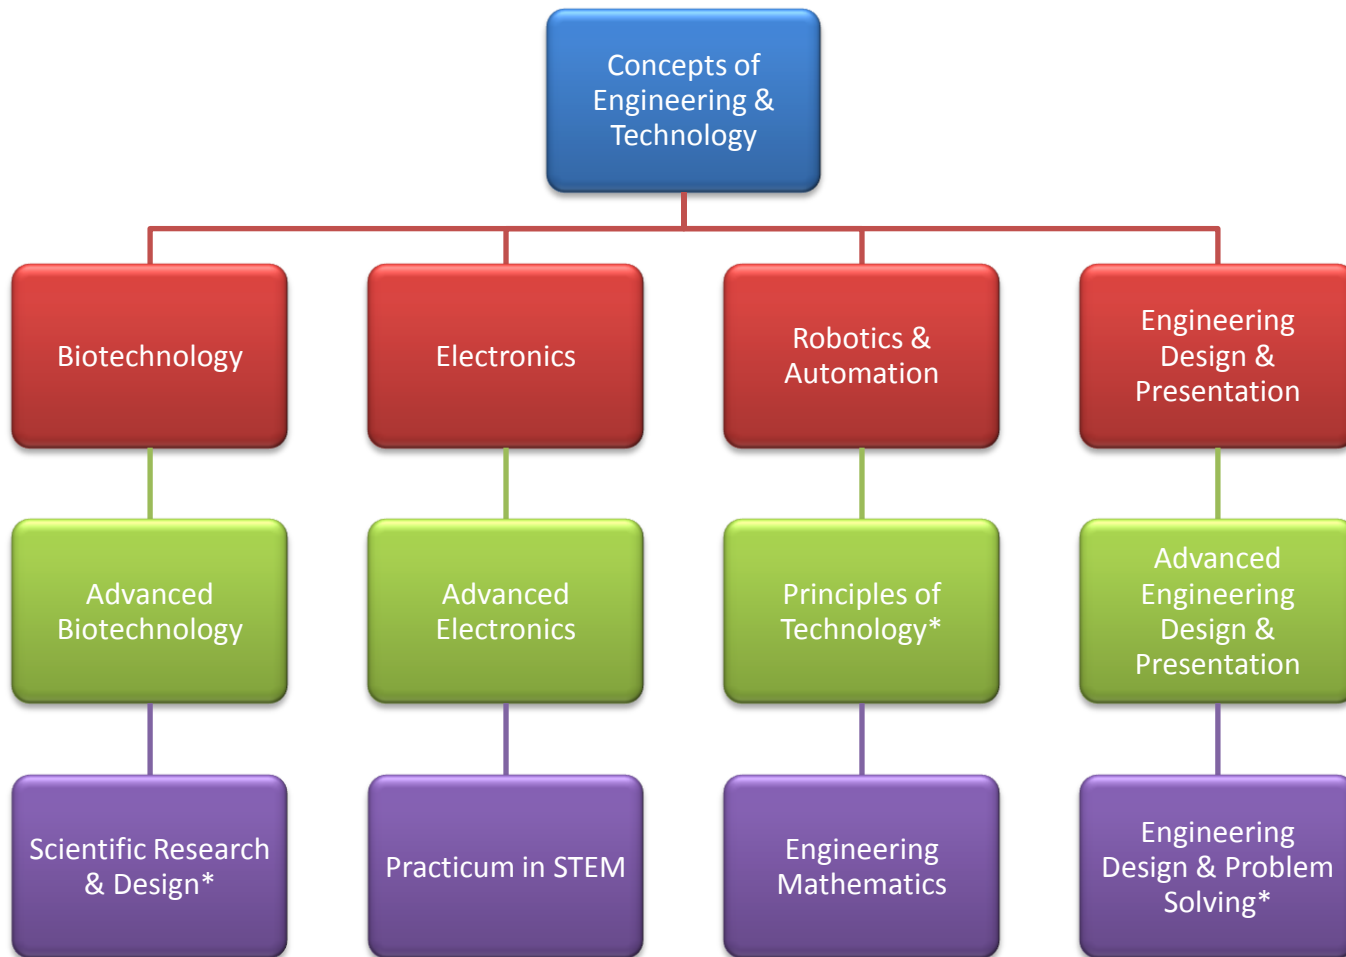 Concepts of
Engineering &
Technology
Biotechnology
Electronics
Robotics &
Automation
Engineering
Design &
Presentation
Advanced
Biotechnology
Advanced
Electronics
Principles of
Technology*
Advanced
Engineering
Design &
Presentation
Scientific Research
& Design*
Practicum in STEM
Engineering
Mathematics
Engineering
Design & Problem
Solving*